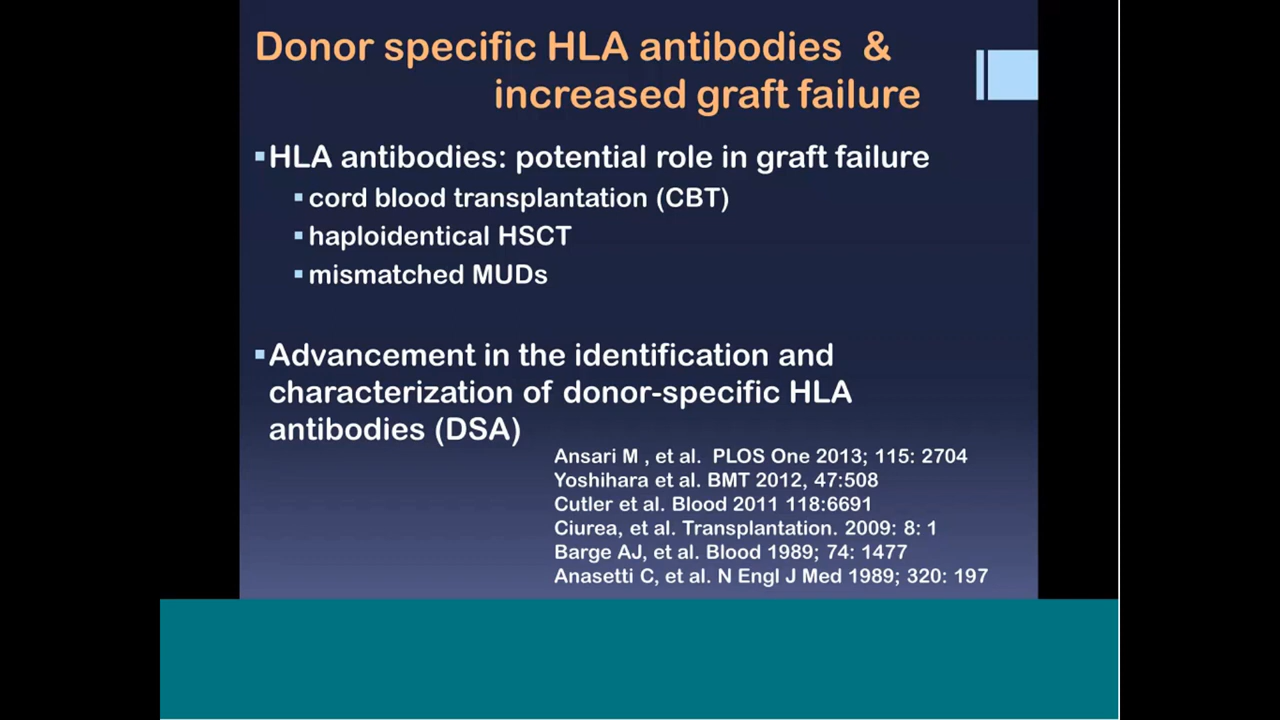 Donor specific HLA antibodies &
increased graft failure
▪HLA antibodies: potential role in graft failure
▪cord blood transplantation (CBT)
▪haploidentical HSCT
▪mismatched MUDs
▪Advancement in the identification and
characterization of donor-specific HLA
antibodies (DSA)
Ansari M , et al. PLOS One 2013; 115: 2704
Yoshihara et al. BMT 2012, 47:508
Cutler et al. Blood 2011 118:6691
Ciurea, et al. Transplantation. 2009: 8: 1
Barge AJ, et al. Blood 1989; 74: 1477
Anasetti C, et al. N Engl J Med 1989; 320: 197